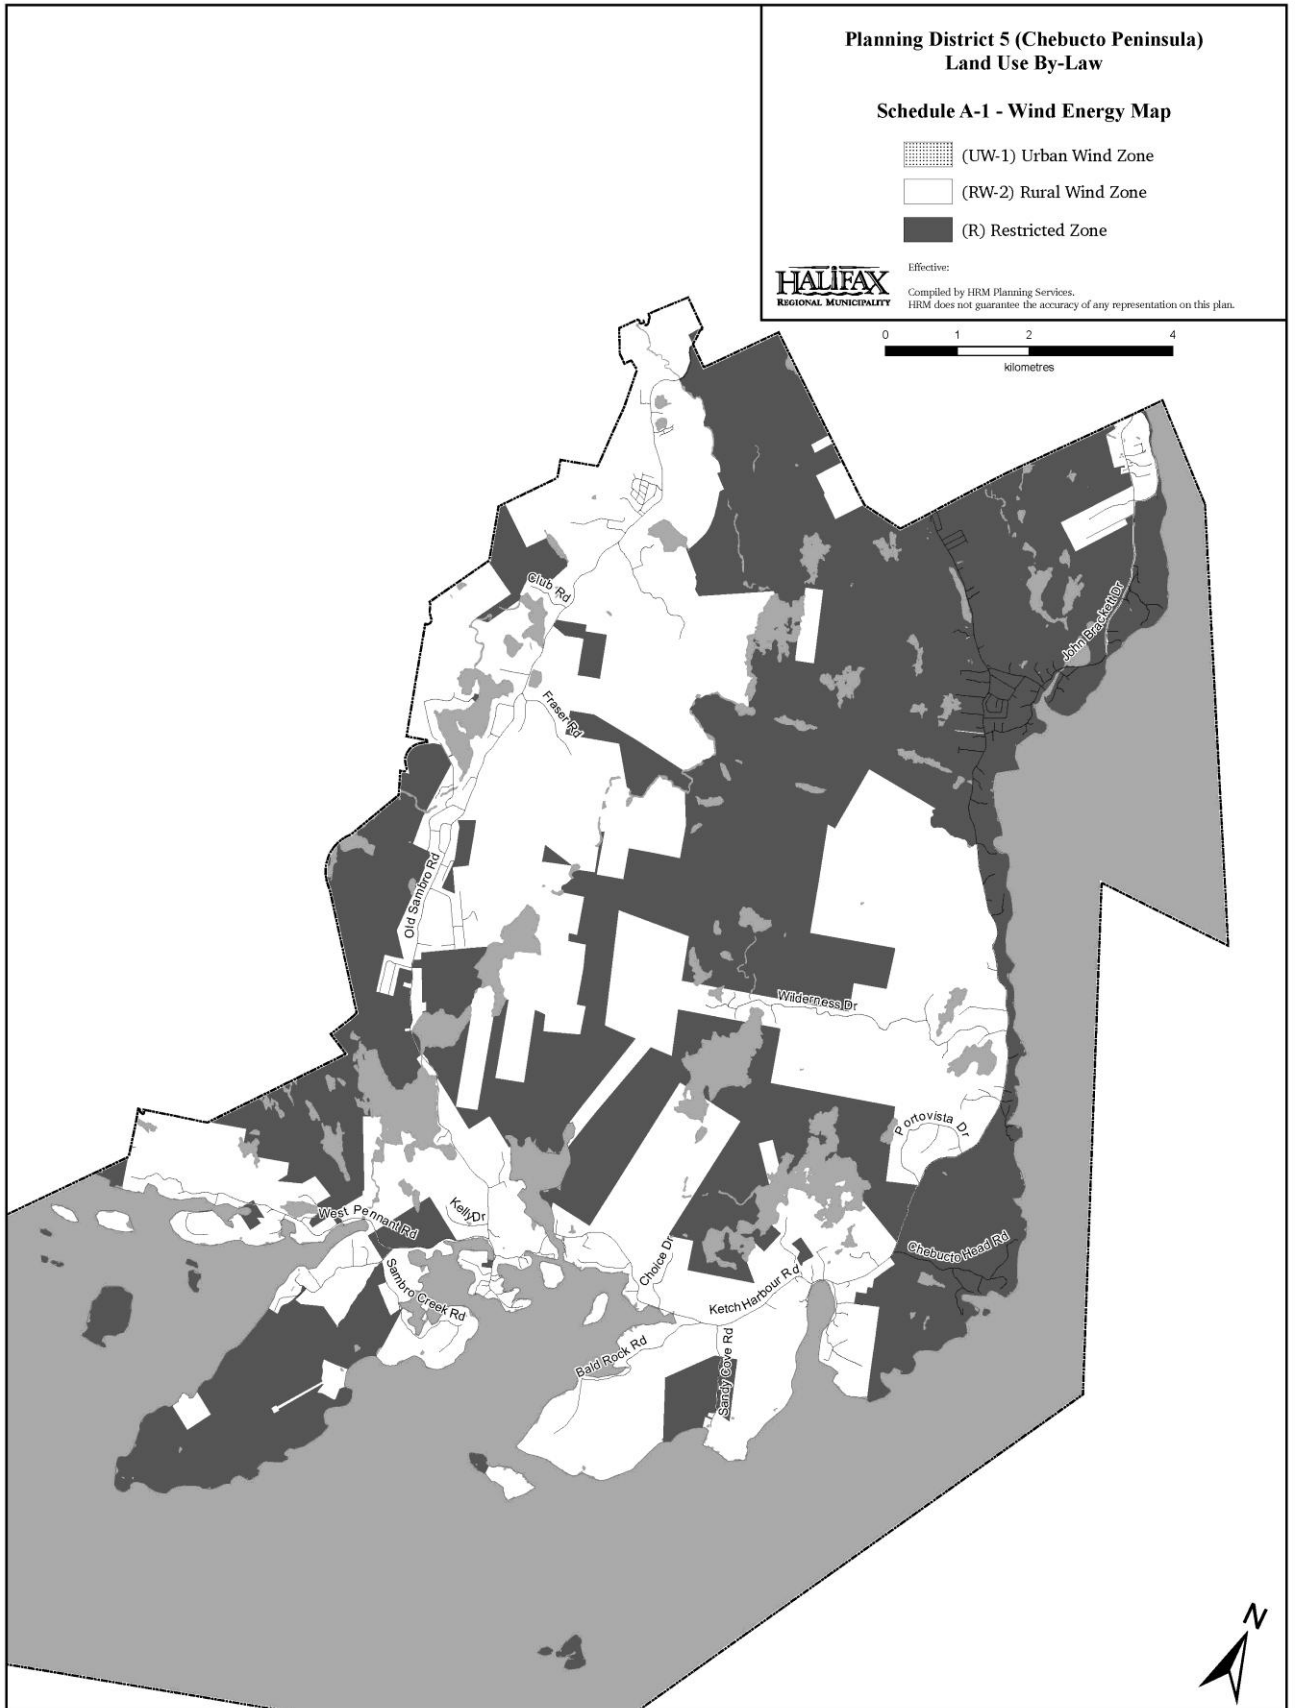 Planning District 5 (Chebucto Peninsula)
Land Use By-Law
Schedule A-1 - Wind Energy Map
(UW-1) Urban Wind Zone
(RW-2) Rural Wind Zone
(R) Restricted Zone
HALIFAX
REGIONAL MUNICIPALITY
Effective:
Compiled by HRM Planning Services.
HRM does not guarantee the accuracy of any representation on this plan.
0 1 2 4
kilometres
Club Rd
John Brackett Dr
Fraser Rd
Old Sambro Rd
Wilderness Dr
Portovista Dr
West Pennant Rd
Kelly Dr
Chebucto Head Rd
Choice Dr
Sambro Creek Rd
Ketch Harbour Rd
Bald Rock Rd
Sandy Cove Rd
N